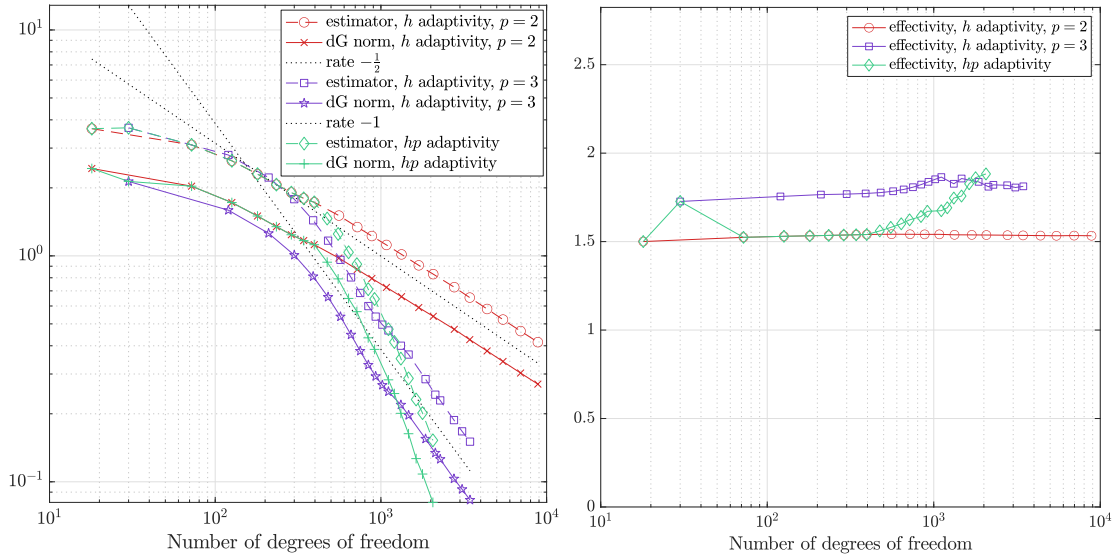 10¹
10⁰
10⁻¹
10¹
10²
10³
10⁴
Number of degrees of freedom
estimator, h adaptivity, p = 2
dG norm, h adaptivity, p = 2
rate −½
estimator, h adaptivity, p = 3
dG norm, h adaptivity, p = 3
rate −1
estimator, hp adaptivity
dG norm, hp adaptivity
2.5
2
1.5
1
0.5
0
10¹
10²
10³
10⁴
Number of degrees of freedom
effectivity, h adaptivity, p = 2
effectivity, h adaptivity, p = 3
effectivity, hp adaptivity